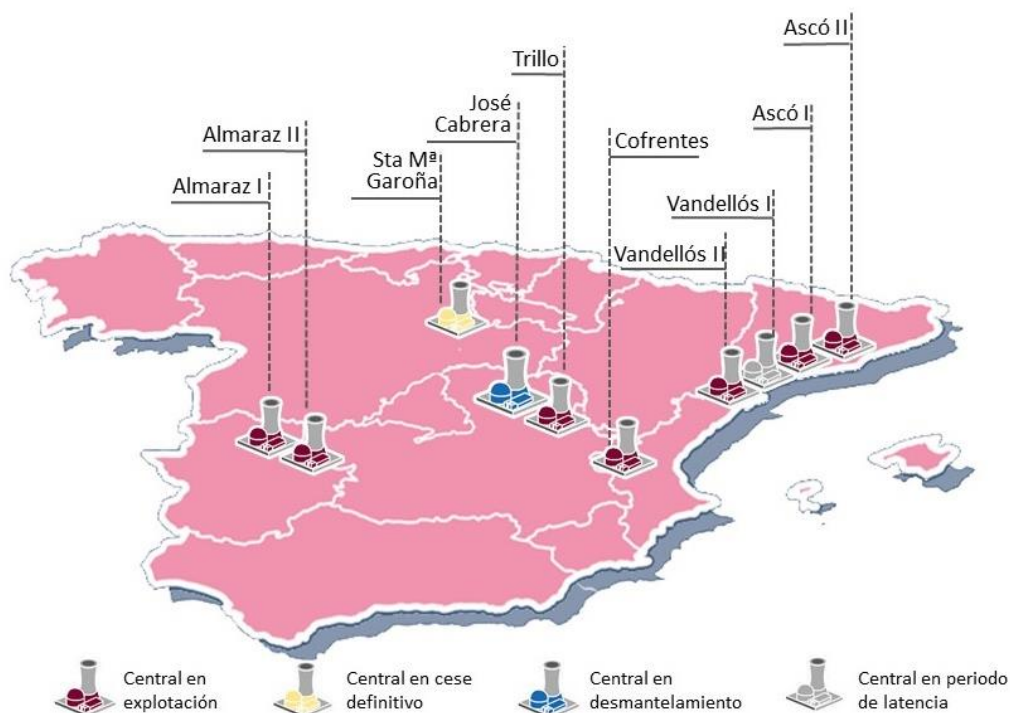 Ascó II
Trillo
José
Cabrera
Ascó I
Almaraz II
Cofrentes
Sta Mª
Garoña
Almaraz I
Vandellós I
Vandellós II
Central en
explotación
Central en cese
definitivo
Central en
desmantelamiento
Central en periodo
de latencia